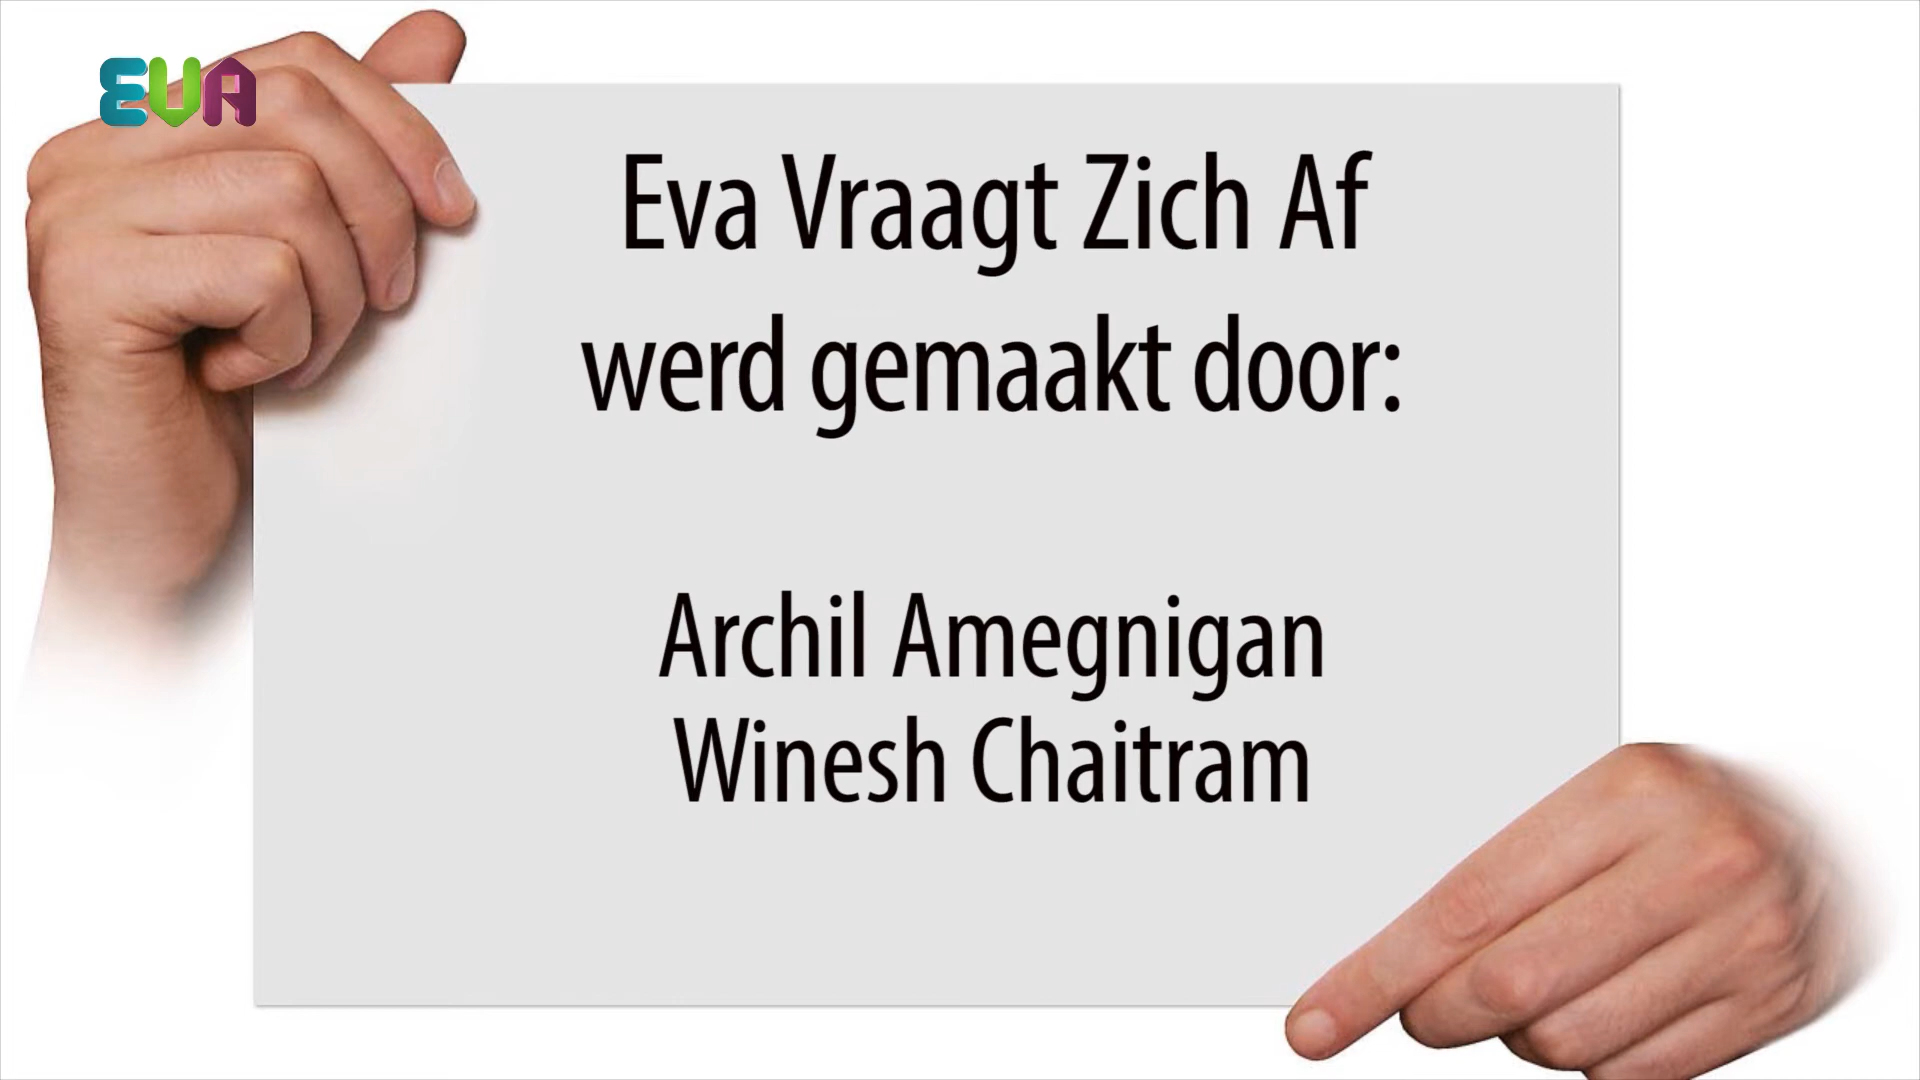 EVA
Eva Vraagt Zich Af
werd gemaakt door:
Archil Amegnigan
Winesh Chaitram